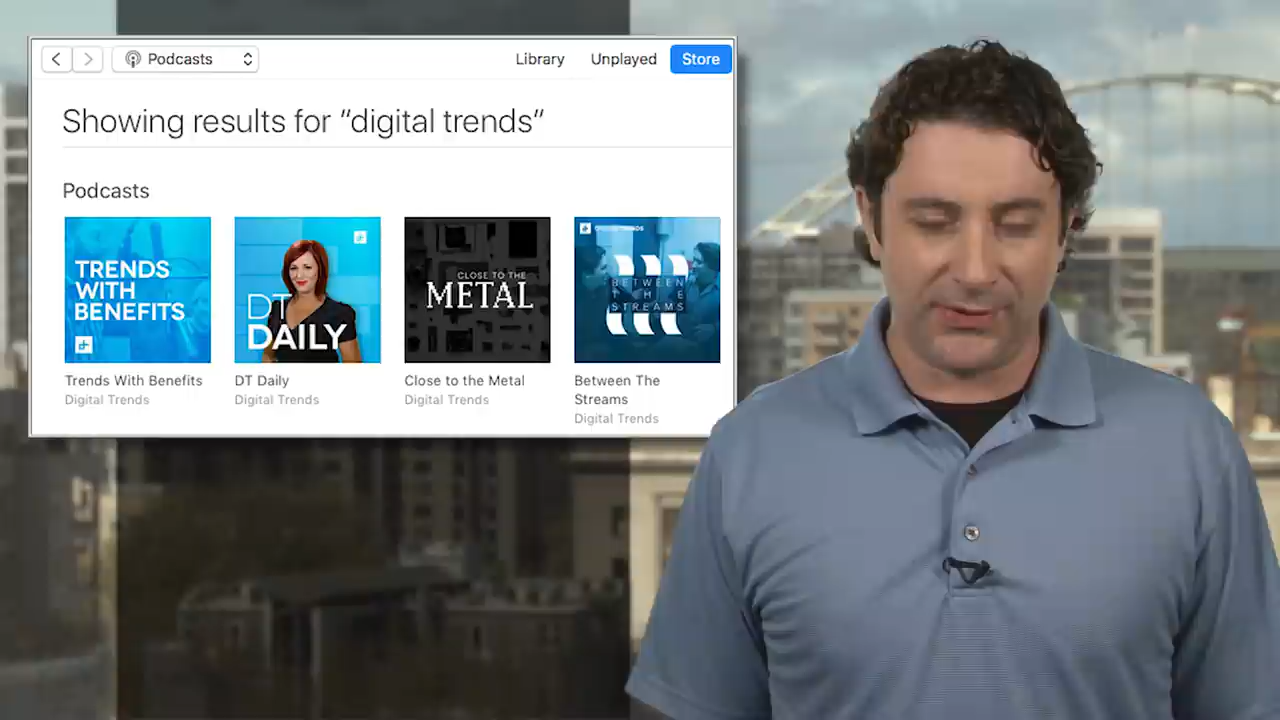 Podcasts
Library
Unplayed
Store
Showing results for “digital trends”
Podcasts
TRENDS
WITH
BENEFITS
DT
DAILY
CLOSE TO THE
METAL
BETWEEN
THE
STREAMS
Trends With Benefits
Digital Trends
DT Daily
Digital Trends
Close to the Metal
Digital Trends
Between The
Streams
Digital Trends